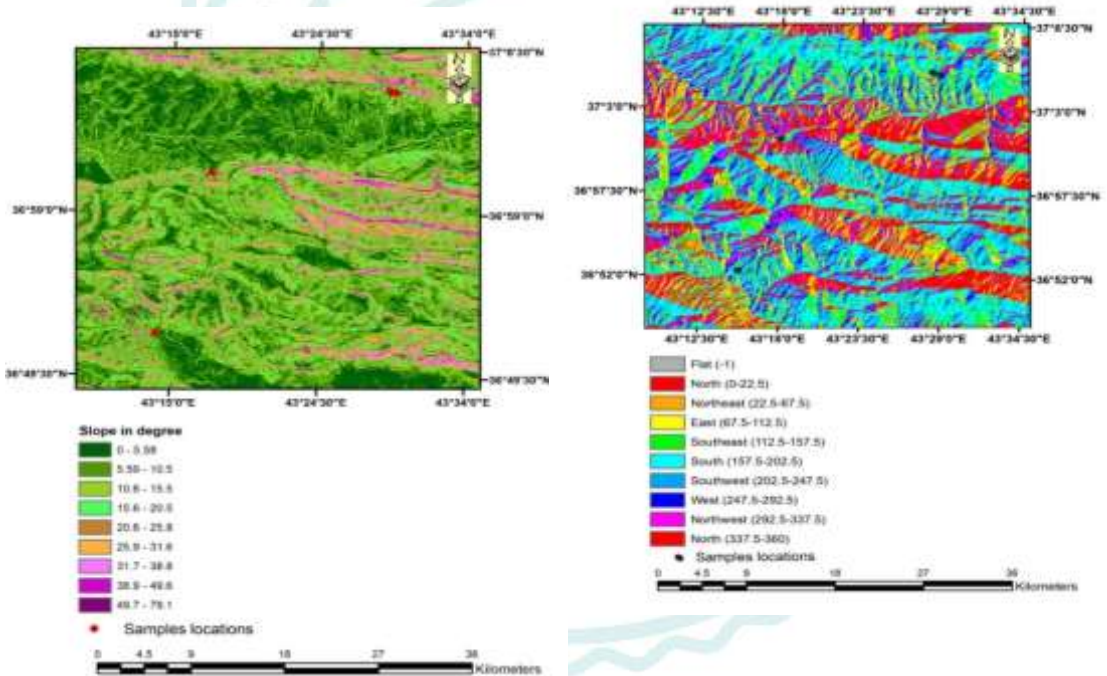 43°15'0"E 43°24'30"E 43°34'0"E
37°8'30"N
36°59'0"N 36°59'0"N
36°49'30"N 36°49'30"N
43°15'0"E 43°24'30"E 43°34'0"E
Slope in degree
0 - 5.58
5.59 - 10.5
10.6 - 15.5
15.6 - 20.5
20.6 - 25.8
25.9 - 31.6
31.7 - 38.8
38.9 - 49.6
49.7 - 79.1
Samples locations
0 4.5 9 18 27 36
Kilometers
43°12'30"E 43°18'0"E 43°23'30"E 43°29'0"E 43°34'30"E
37°8'30"N
37°3'0"N 37°3'0"N
36°57'30"N 36°57'30"N
36°52'0"N 36°52'0"N
43°12'30"E 43°18'0"E 43°23'30"E 43°29'0"E 43°34'30"E
Flat (-1)
North (0-22.5)
Northeast (22.5-67.5)
East (67.5-112.5)
Southeast (112.5-157.5)
South (157.5-202.5)
Southwest (202.5-247.5)
West (247.5-292.5)
Northwest (292.5-337.5)
North (337.5-360)
Samples locations
0 4.5 9 18 27 36
Kilometers